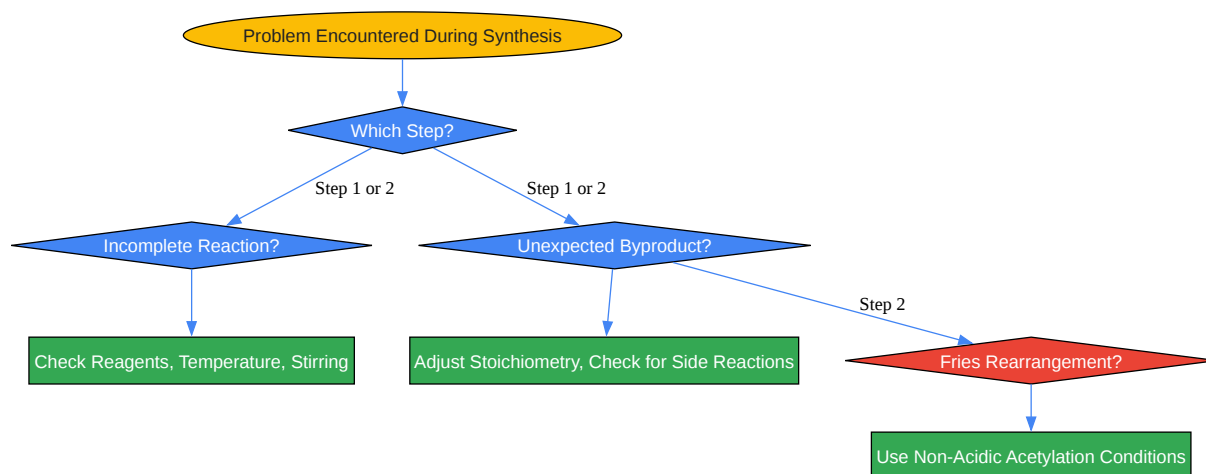 Problem Encountered During Synthesis
Which Step?
Step 1 or 2
Step 1 or 2
Incomplete Reaction?
Unexpected Byproduct?
Step 2
Check Reagents, Temperature, Stirring
Adjust Stoichiometry, Check for Side Reactions
Fries Rearrangement?
Use Non-Acidic Acetylation Conditions